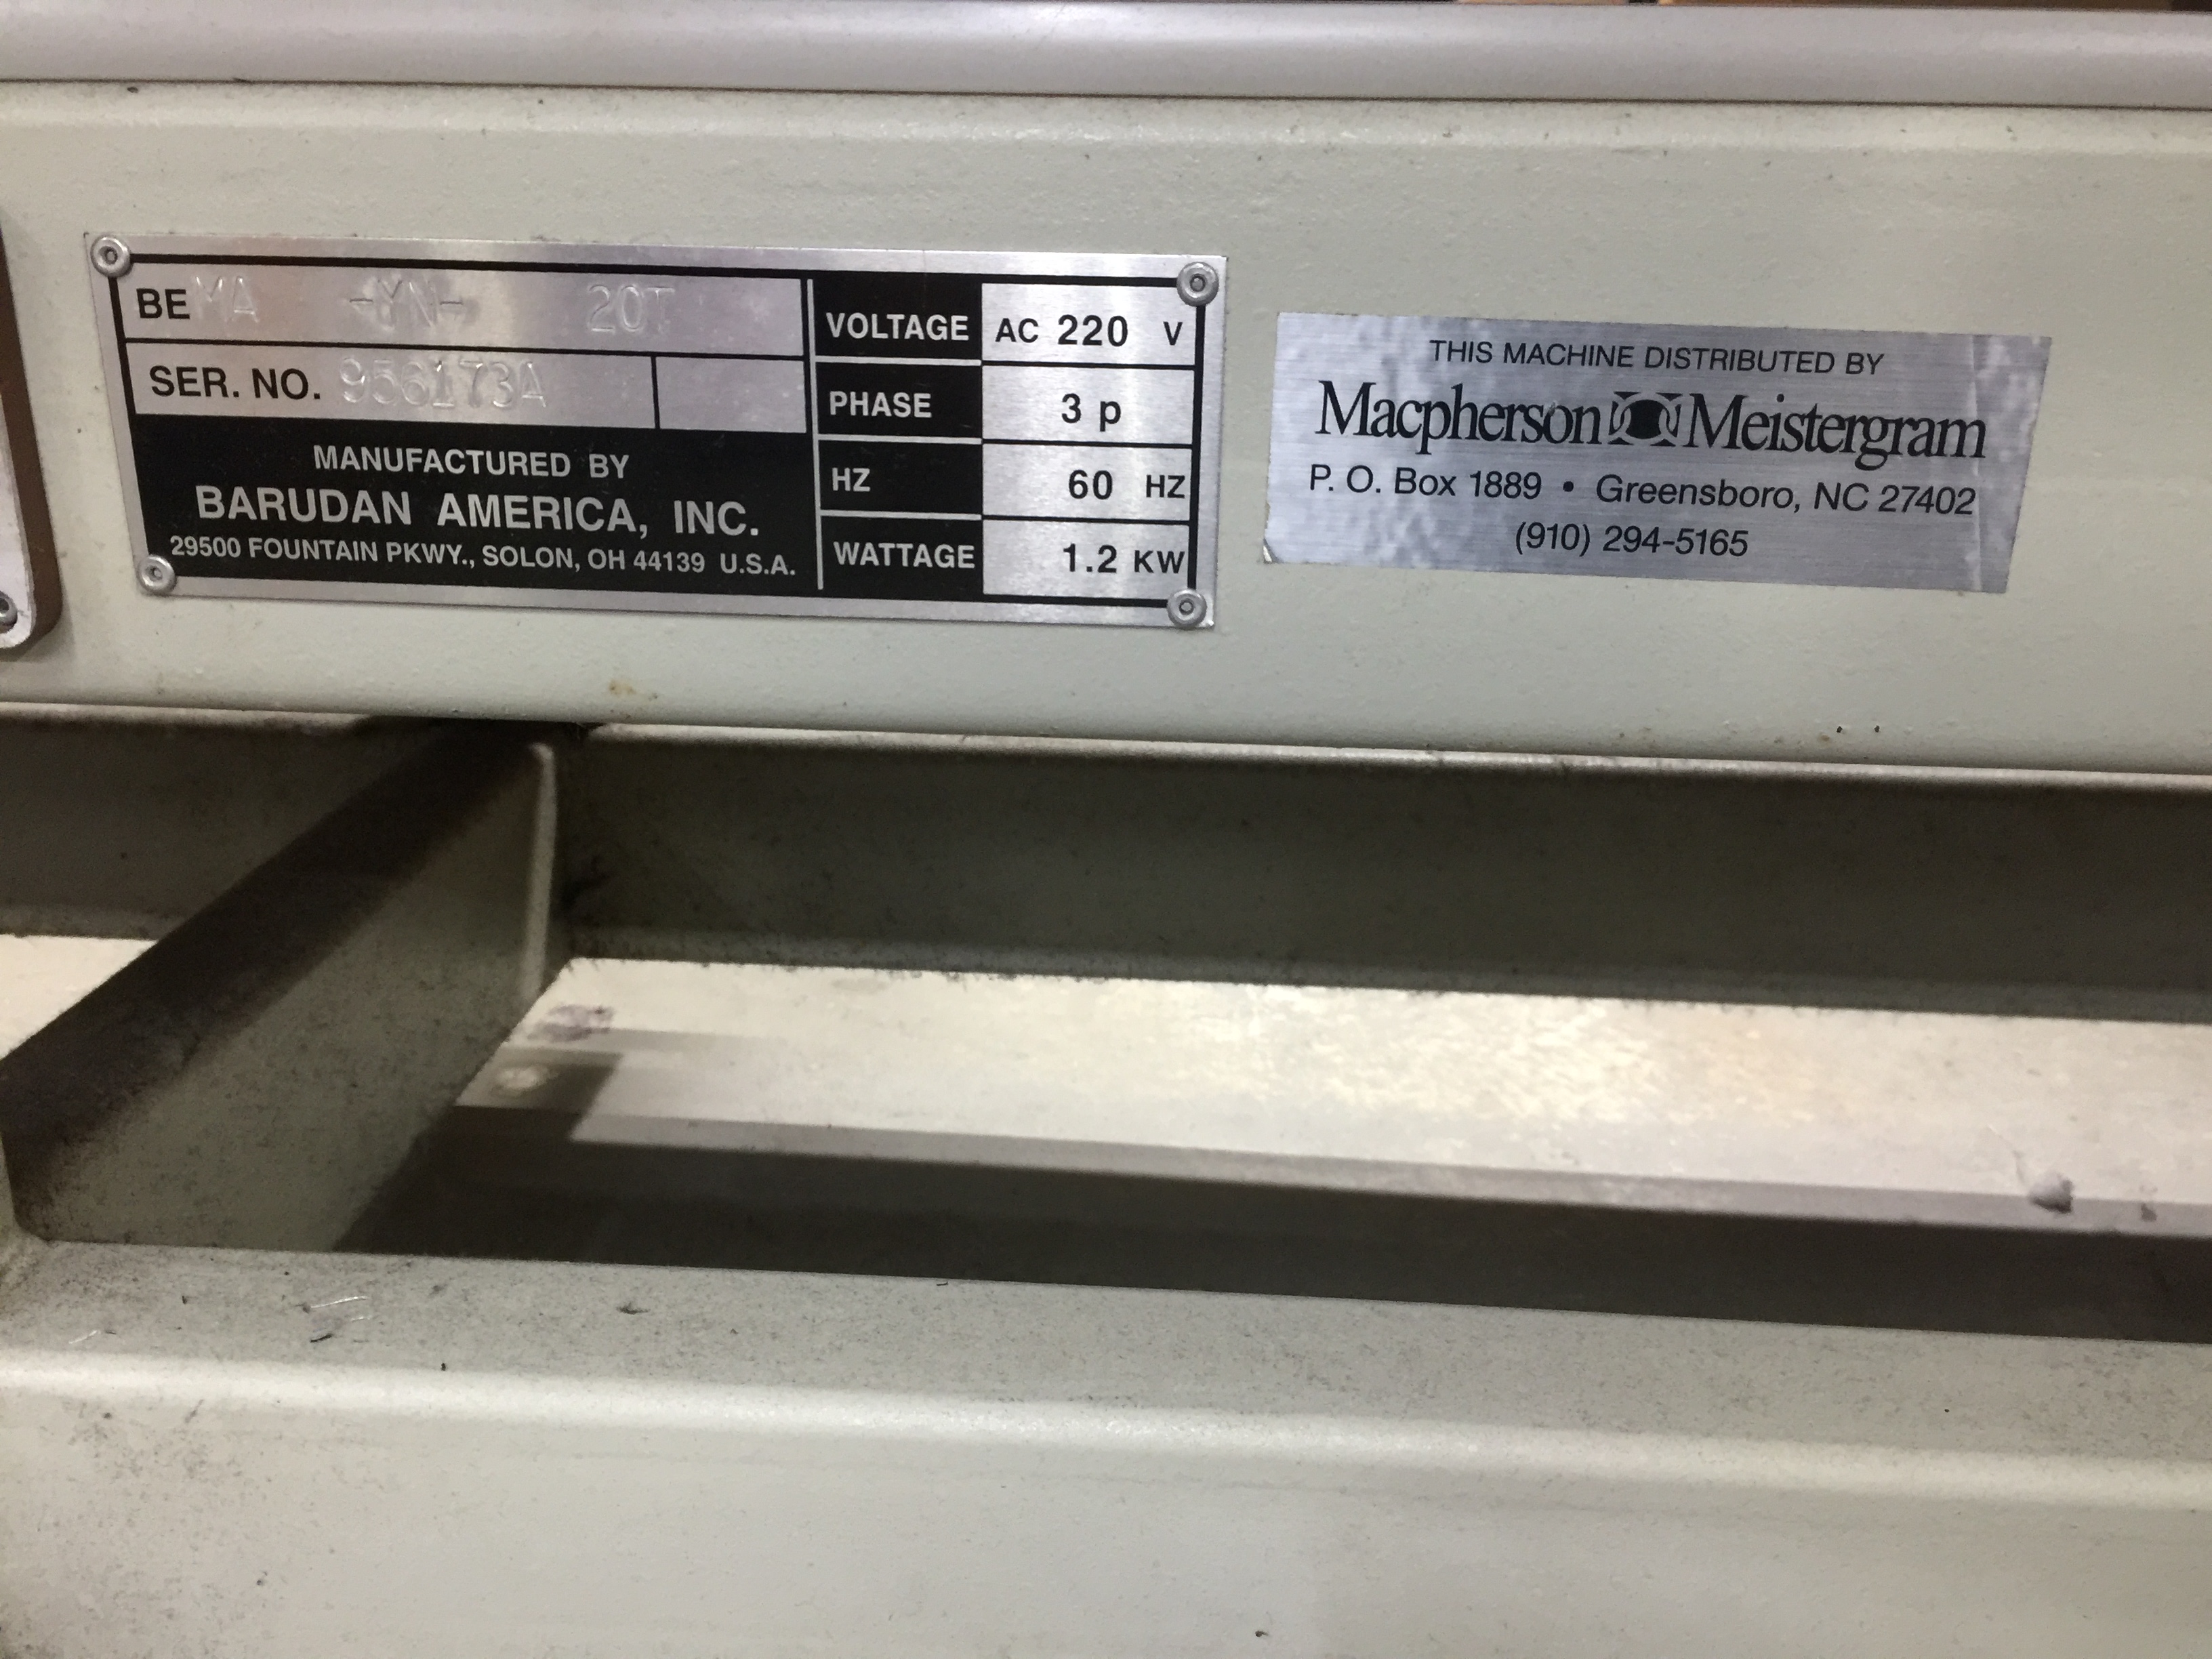 BEMA -YN- 20T
SER. NO. 956173A
MANUFACTURED BY
BARUDAN AMERICA, INC.
29500 FOUNTAIN PKWY., SOLON, OH 44139 U.S.A.
VOLTAGE AC 220 V
PHASE 3 p
HZ 60 HZ
WATTAGE 1.2 KW
THIS MACHINE DISTRIBUTED BY
Macpherson Meistergram
P. O. Box 1889 • Greensboro, NC 27402
(910) 294-5165